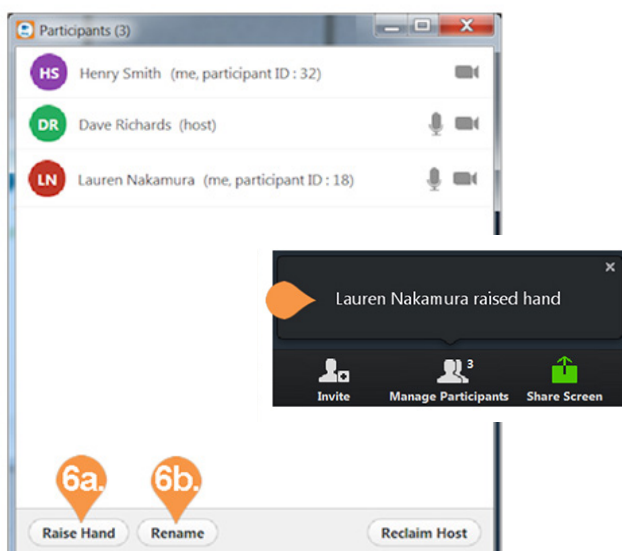 Participants (3)
HS Henry Smith (me, participant ID : 32)
DR Dave Richards (host)
LN Lauren Nakamura (me, participant ID : 18)
Lauren Nakamura raised hand
3
Invite Manage Participants Share Screen
6a. 6b.
Raise Hand Rename Reclaim Host